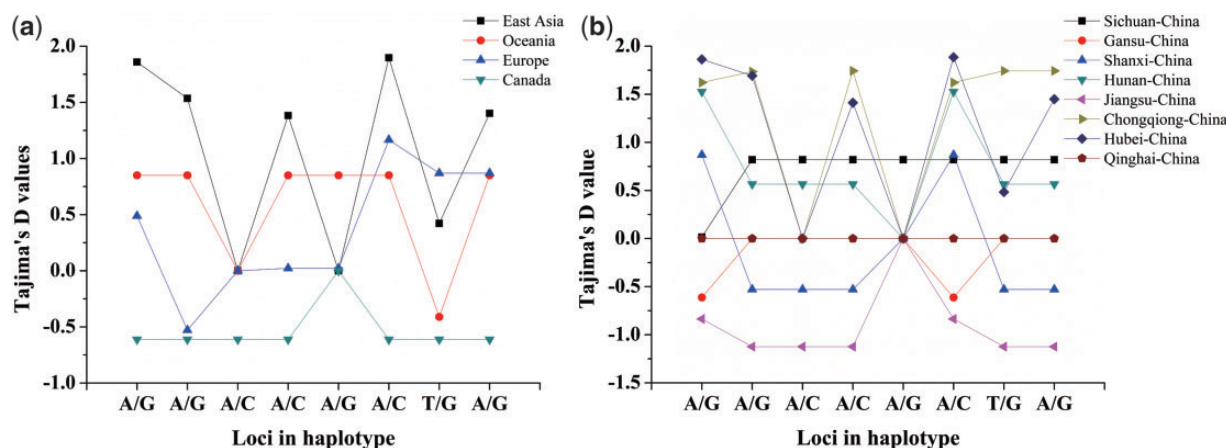 (a)
East Asia
Oceania
Europe
Canada
Tajima's D values
2.0
1.5
1.0
0.5
0.0
-0.5
-1.0
A/G A/G A/C A/C A/G A/C T/G A/G
Loci in haplotype
(b)
Sichuan-China
Gansu-China
Shanxi-China
Hunan-China
Jiangsu-China
Chongqiong-China
Hubei-China
Qinghai-China
Tajima's D value
2.0
1.5
1.0
0.5
0.0
-0.5
-1.0
-1.5
A/G A/G A/C A/C A/G A/C T/G A/G
Loci in haplotype